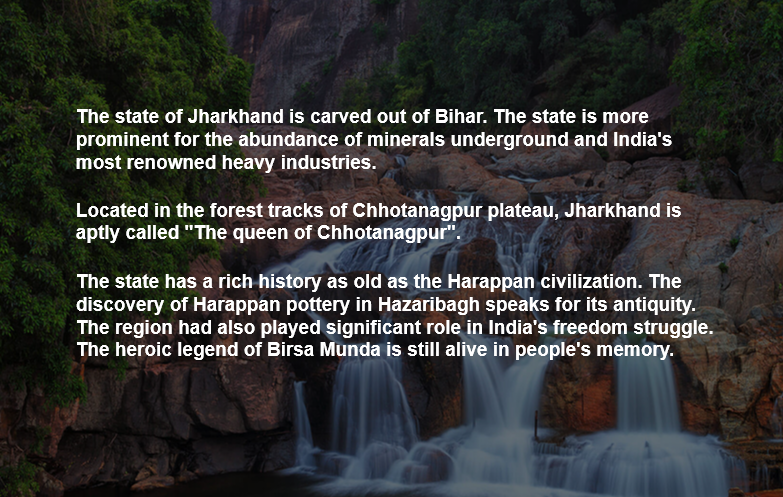 The state of Jharkhand is carved out of Bihar. The state is more
prominent for the abundance of minerals underground and India's
most renowned heavy industries.
Located in the forest tracks of Chhotanagpur plateau, Jharkhand is
aptly called "The queen of Chhotanagpur".
The state has a rich history as old as the Harappan civilization. The
discovery of Harappan pottery in Hazaribagh speaks for its antiquity.
The region had also played significant role in India's freedom struggle.
The heroic legend of Birsa Munda is still alive in people's memory.